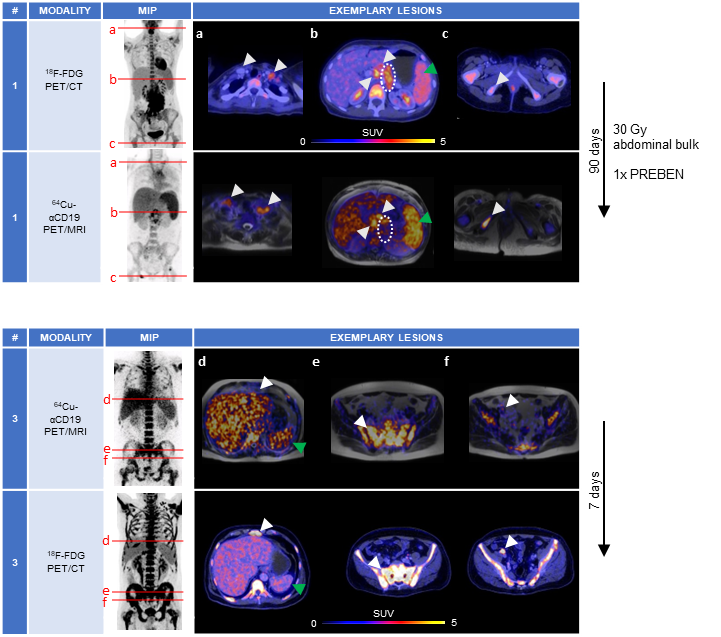 # MODALITY MIP EXEMPLARY LESIONS
1
¹⁸F-FDG
PET/CT
a
b
c
a b c
SUV
0 5
1
⁶⁴Cu-
αCD19
PET/MRI
a
b
c
90 days
30 Gy
abdominal bulk
1x PREBEN
# MODALITY MIP EXEMPLARY LESIONS
3
⁶⁴Cu-
αCD19
PET/MRI
d
e
f
d e f
3
¹⁸F-FDG
PET/CT
d
e
f
SUV
0 5
7 days